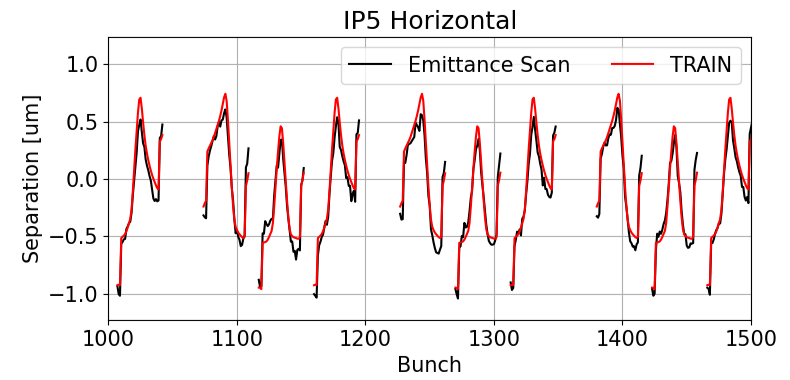 IP5 Horizontal
Emittance Scan
TRAIN
Separation [um]
1.0
0.5
0.0
−0.5
−1.0
1000
1100
1200
1300
1400
1500
Bunch